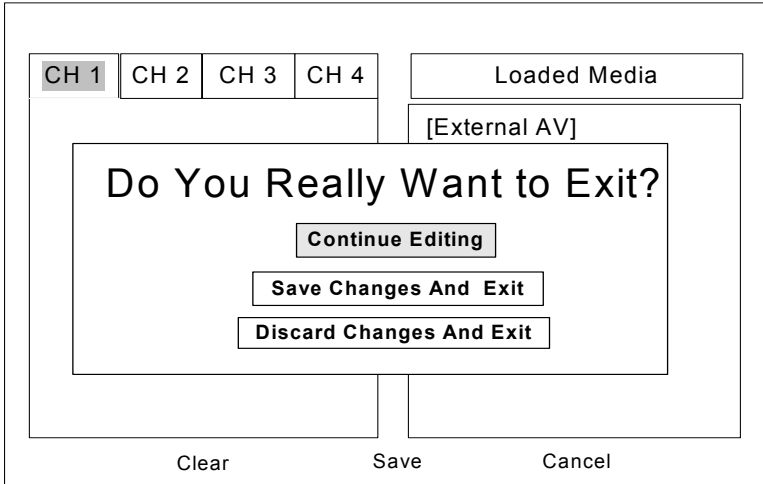 CH 1 CH 2 CH 3 CH 4 Loaded Media
[External AV]
Do You Really Want to Exit?
Continue Editing
Save Changes And Exit
Discard Changes And Exit
Clear Save Cancel